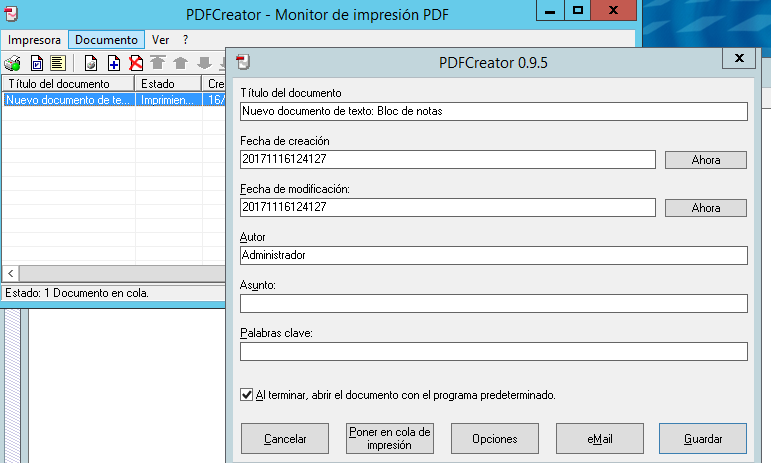 PDFCreator - Monitor de impresión PDF
Impresora Documento Ver ?
Título del documento Estado Cre
Nuevo documento de te... Imprimien... 16/
Estado: 1 Documento en cola.
PDFCreator 0.9.5
Título del documento
Nuevo documento de texto: Bloc de notas
Fecha de creación
20171116124127 Ahora
Fecha de modificación:
20171116124127 Ahora
Autor
Administrador
Asunto:
Palabras clave:
Al terminar, abrir el documento con el programa predeterminado.
Cancelar Poner en cola de Opciones eMail Guardar
impresión